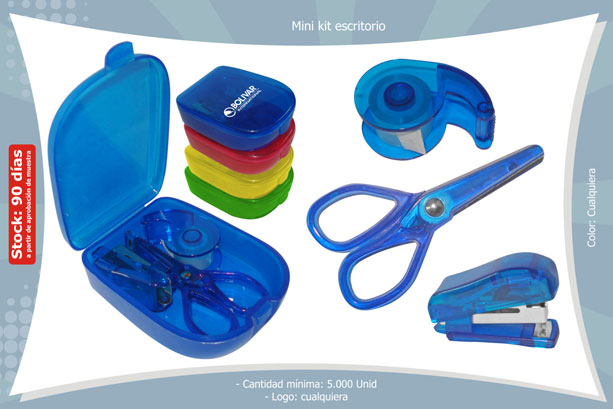 Mini kit escritorio
BOLIVAR
INTERNATIONAL
Stock: 90 días
a partir de aprobación de muestra
Color: Cualquiera
- Cantidad mínima: 5.000 Unid
- Logo: cualquiera